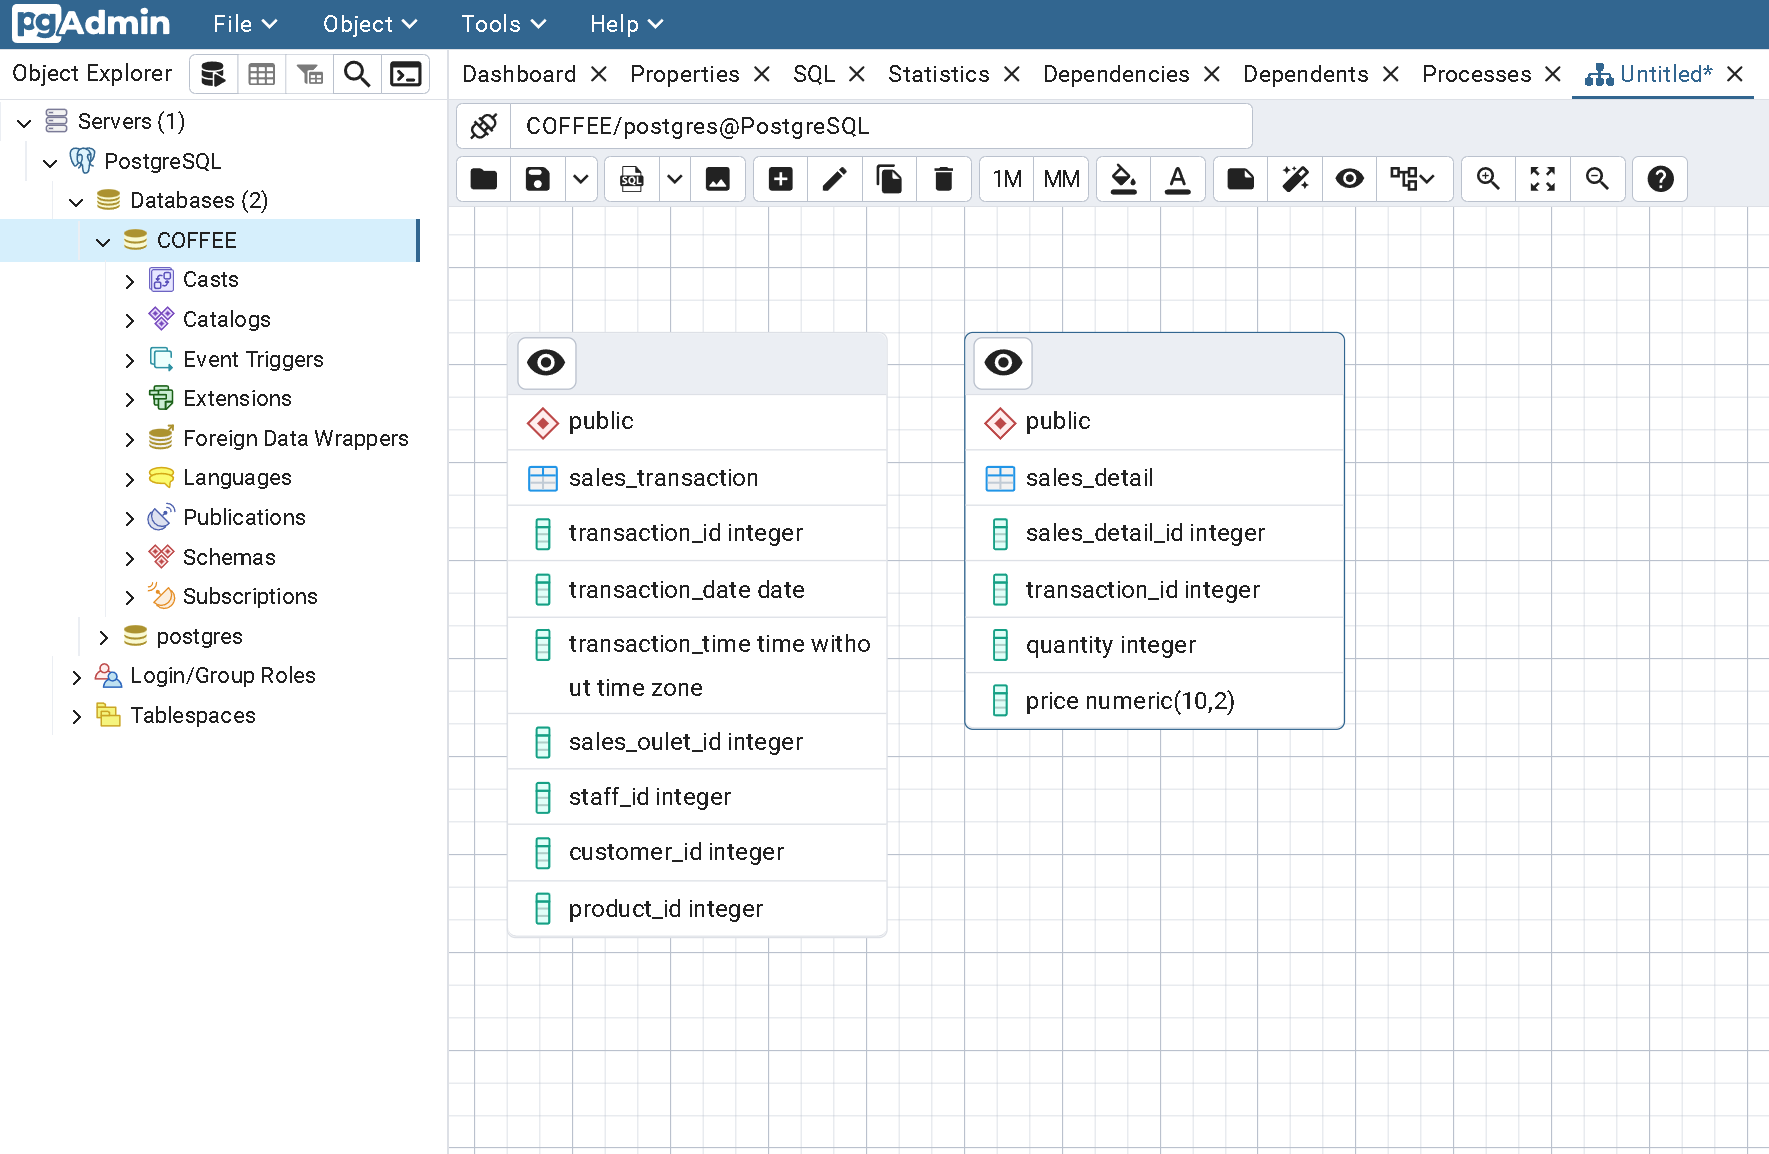 pgAdmin File Object Tools Help
Object Explorer
Dashboard Properties SQL Statistics Dependencies Dependents Processes Untitled*
COFFEE/postgres@PostgreSQL
SQL 1M MM A
Servers (1)
PostgreSQL
Databases (2)
COFFEE
Casts
Catalogs
Event Triggers
Extensions
Foreign Data Wrappers
Languages
Publications
Schemas
Subscriptions
postgres
Login/Group Roles
Tablespaces
public
sales_transaction
transaction_id integer
transaction_date date
transaction_time time witho
ut time zone
sales_oulet_id integer
staff_id integer
customer_id integer
product_id integer
public
sales_detail
sales_detail_id integer
transaction_id integer
quantity integer
price numeric(10,2)